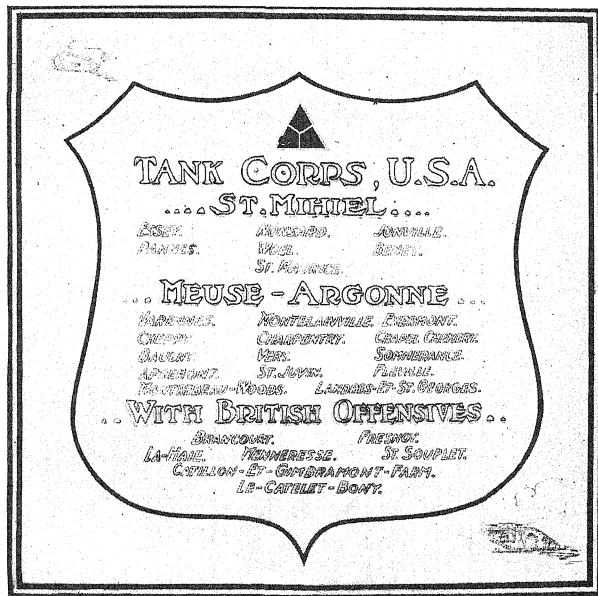 TANK CORPS, U.S.A.
....ST. MIHIEL....
ESSEY. NONSARD. JONVILLE.
PANNES. WOEL. BENEY.
ST. MAURICE.
...MEUSE-ARGONNE...
VARENNES. MONTBLAINVILLE. EXERMONT.
CHEPPY. CHARPENTRY. CHAPEL CHEHERY.
BAULNY. VERY. SOMMERANCE.
APREMONT. ST. JUVIN. FLEVILLE.
MONTREBEAU-WOODS. LANDRES-ET-ST. GEORGES.
..WITH BRITISH OFFENSIVES..
BRANCOURT. FRESNOY.
LA-HAIE. MENNERESSE. ST. SOUPLET.
CATILLON-ET-GIMBRAMONT-FARM.
LE-CATELET-BONY.